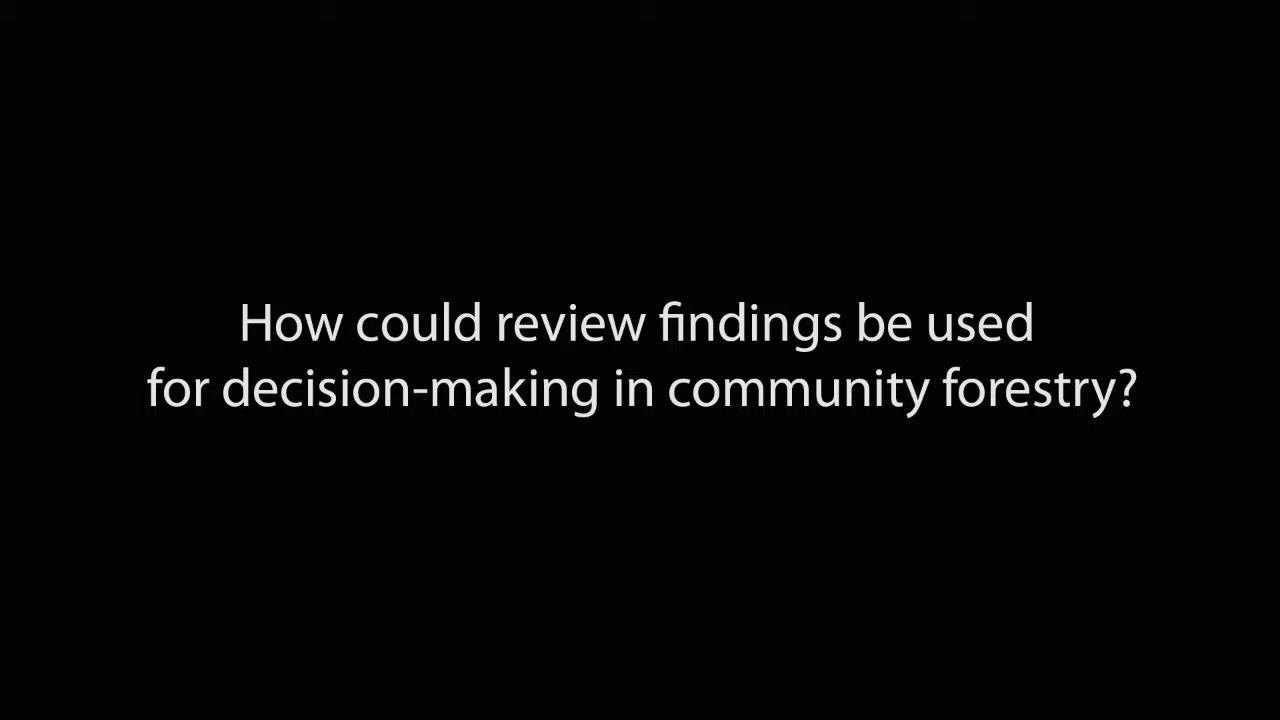 How could review findings be used
for decision-making in community forestry?